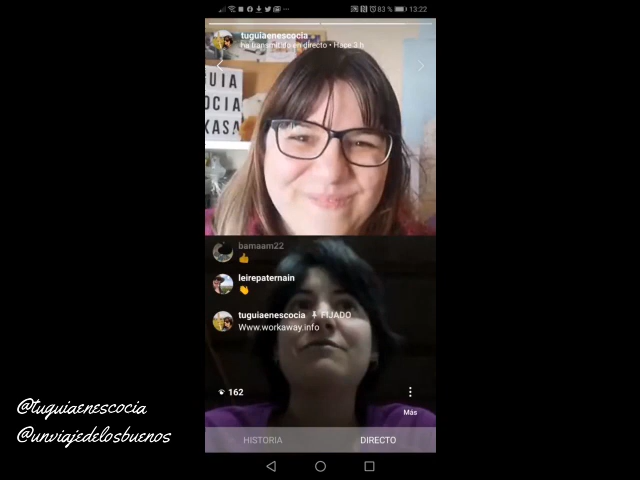 83 % 13:22
tuguiaenescocia
ha transmitido en directo • Hace 3 h
GUIA
OCIA
KASA
bamaam22
👍
leirepaternain
👏
tuguiaenescocia FIJADO
Www.workaway.info
162
Más
HISTORIA DIRECTO
@tuguiaenescocia
@unviajedelosbuenos